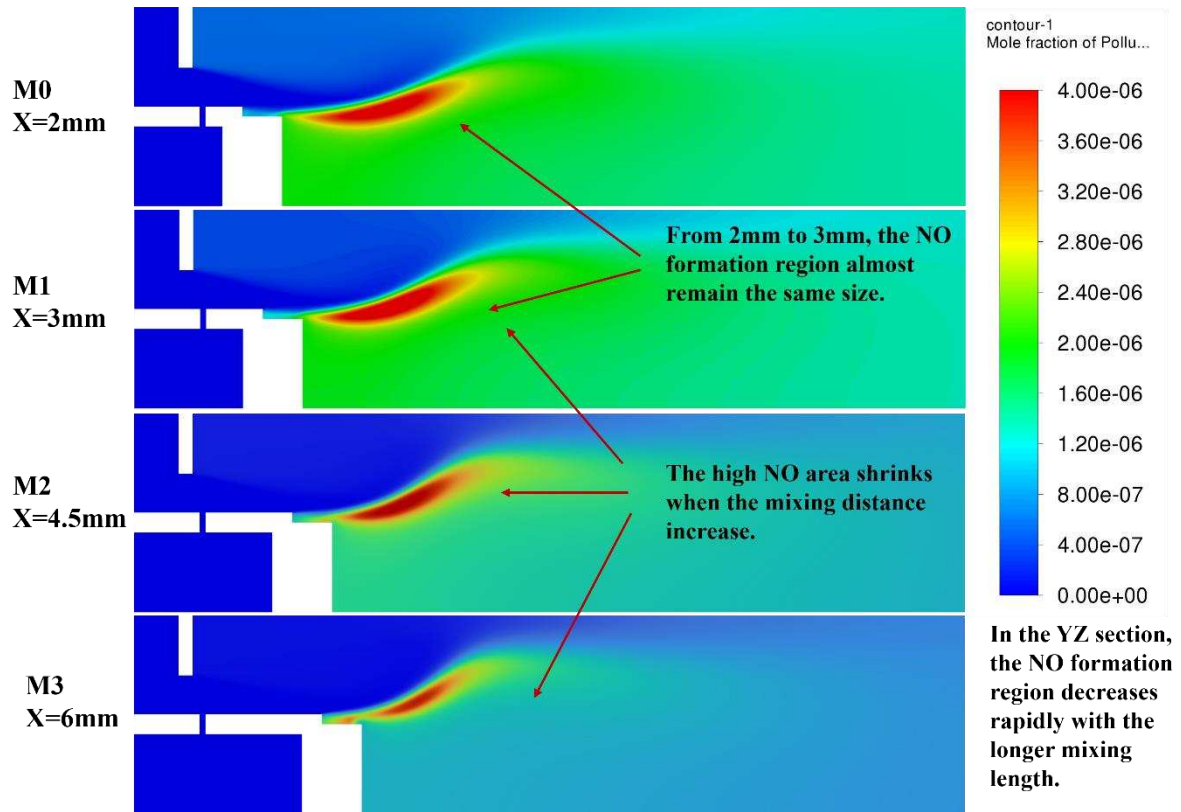 M0
X=2mm
M1
X=3mm
M2
X=4.5mm
M3
X=6mm
From 2mm to 3mm, the NO
formation region almost
remain the same size.
The high NO area shrinks
when the mixing distance
increase.
contour-1
Mole fraction of Pollu...
4.00e-06
3.60e-06
3.20e-06
2.80e-06
2.40e-06
2.00e-06
1.60e-06
1.20e-06
8.00e-07
4.00e-07
0.00e+00
In the YZ section,
the NO formation
region decreases
rapidly with the
longer mixing
length.